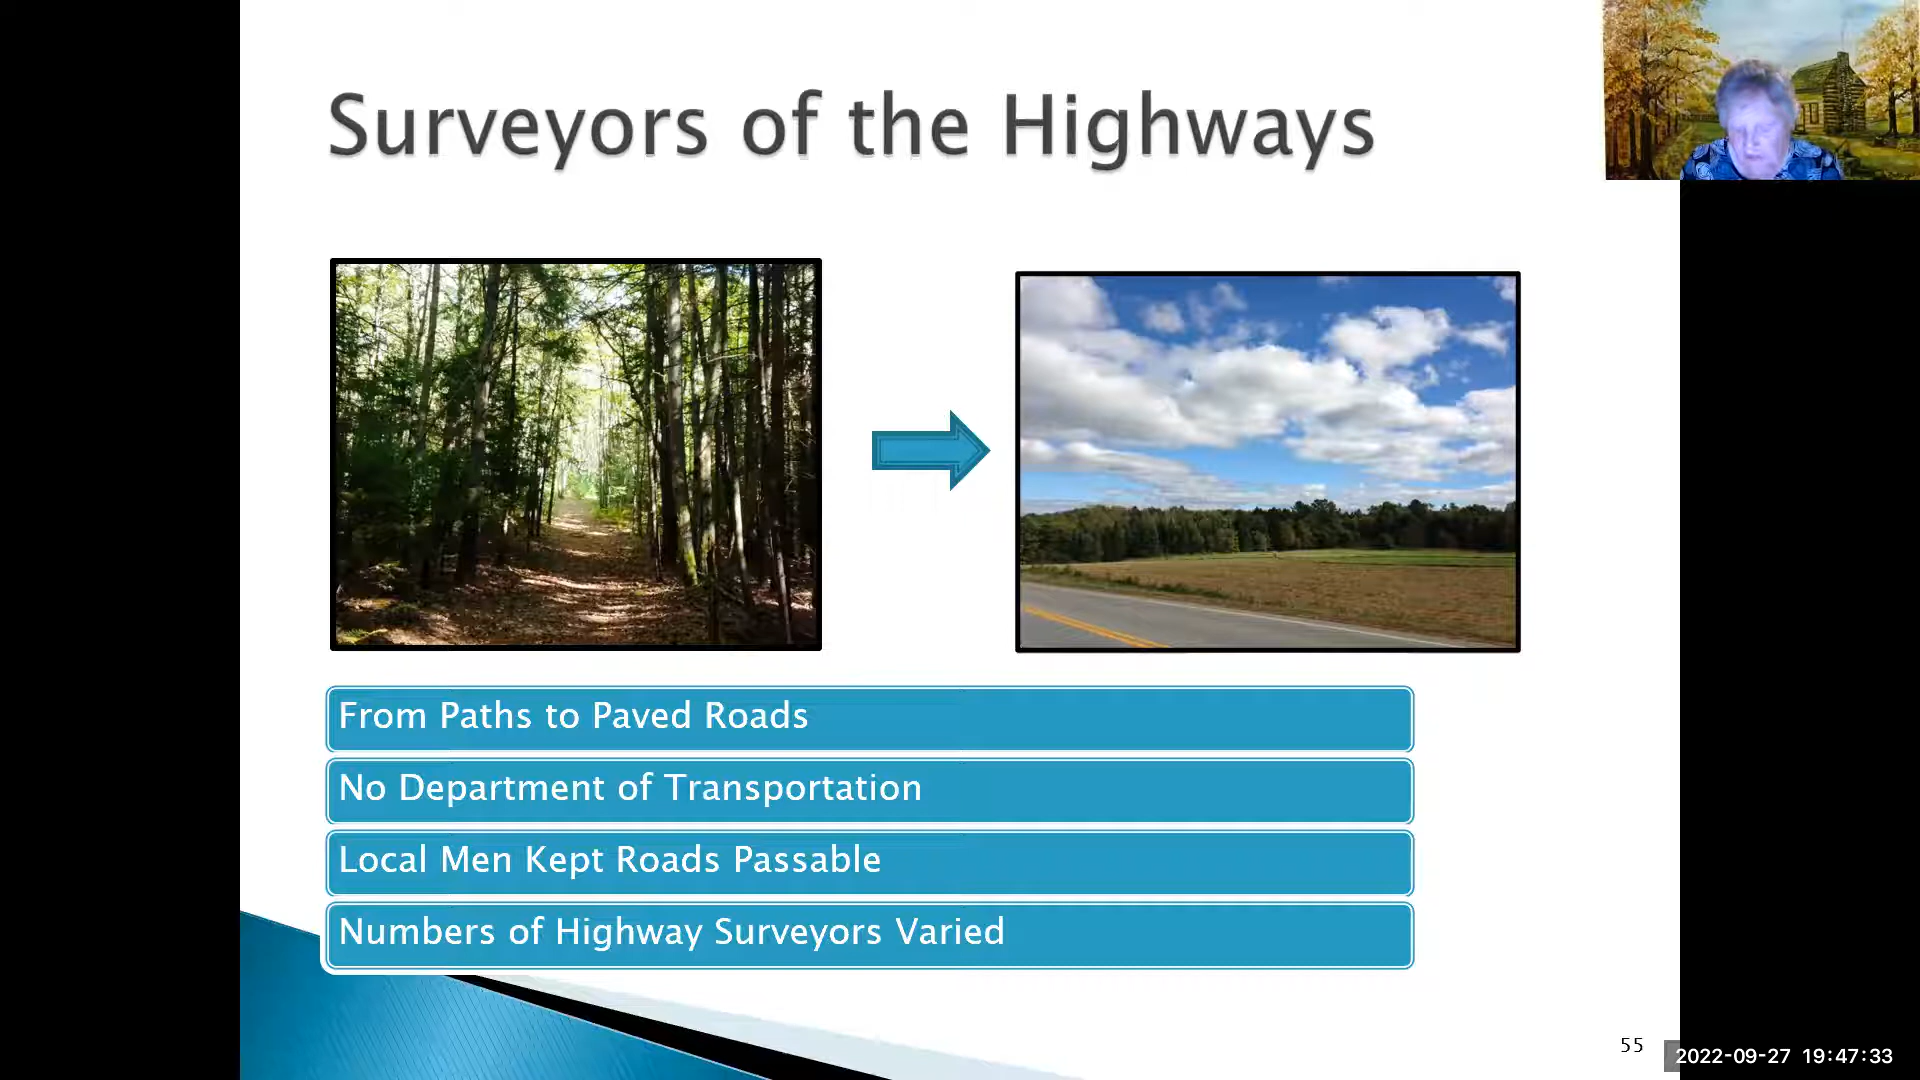 Surveyors of the Highways
From Paths to Paved Roads
No Department of Transportation
Local Men Kept Roads Passable
Numbers of Highway Surveyors Varied
55
2022-09-27 19:47:33